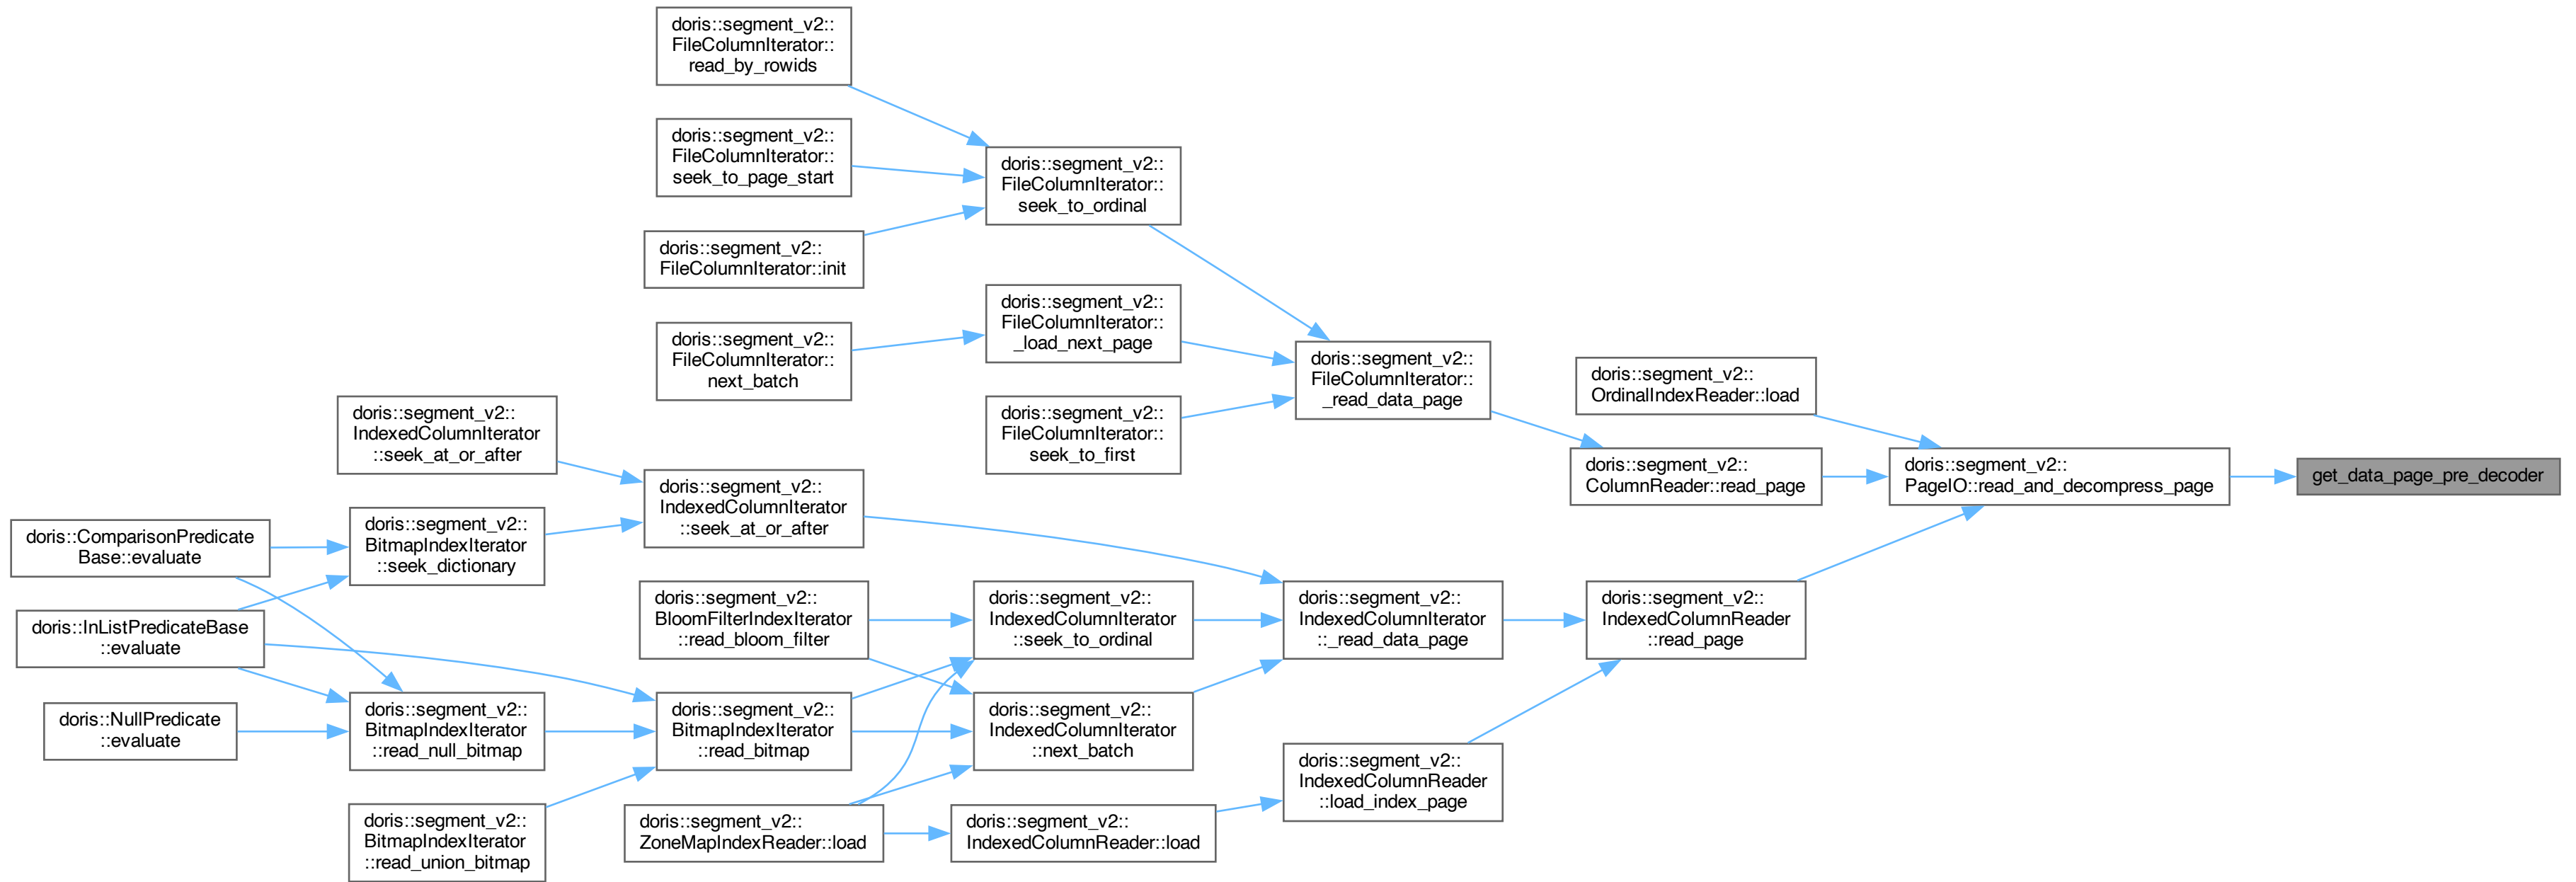 doris::segment_v2::
FileColumnIterator::
read_by_rowids
doris::segment_v2::
FileColumnIterator::
seek_to_page_start
doris::segment_v2::
FileColumnIterator::
seek_to_ordinal
doris::segment_v2::
FileColumnIterator::init
doris::segment_v2::
FileColumnIterator::
_load_next_page
doris::segment_v2::
FileColumnIterator::
next_batch
doris::segment_v2::
FileColumnIterator::
_read_data_page
doris::segment_v2::
OrdinalIndexReader::load
doris::segment_v2::
IndexedColumnIterator
::seek_at_or_after
doris::segment_v2::
FileColumnIterator::
seek_to_first
doris::segment_v2::
ColumnReader::read_page
doris::segment_v2::
PageIO::read_and_decompress_page
get_data_page_pre_decoder
doris::segment_v2::
IndexedColumnIterator
::seek_at_or_after
doris::ComparisonPredicate
Base::evaluate
doris::segment_v2::
BitmapIndexIterator
::seek_dictionary
doris::InListPredicateBase
::evaluate
doris::segment_v2::
BloomFilterIndexIterator
::read_bloom_filter
doris::segment_v2::
IndexedColumnIterator
::seek_to_ordinal
doris::segment_v2::
IndexedColumnIterator
::_read_data_page
doris::segment_v2::
IndexedColumnReader
::read_page
doris::NullPredicate
::evaluate
doris::segment_v2::
BitmapIndexIterator
::read_null_bitmap
doris::segment_v2::
BitmapIndexIterator
::read_bitmap
doris::segment_v2::
IndexedColumnIterator
::next_batch
doris::segment_v2::
IndexedColumnReader
::load_index_page
doris::segment_v2::
BitmapIndexIterator
::read_union_bitmap
doris::segment_v2::
ZoneMapIndexReader::load
doris::segment_v2::
IndexedColumnReader::load